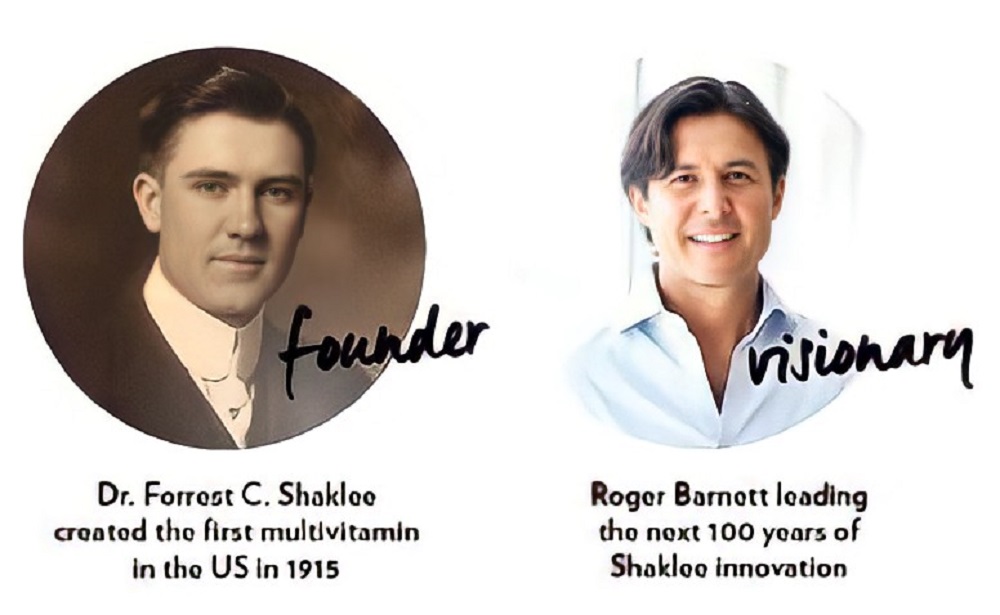 founder
visionary
Dr. Forrest C. Shaklee
created the first multivitamin
in the US in 1915
Roger Barnett leading
the next 100 years of
Shaklee innovation